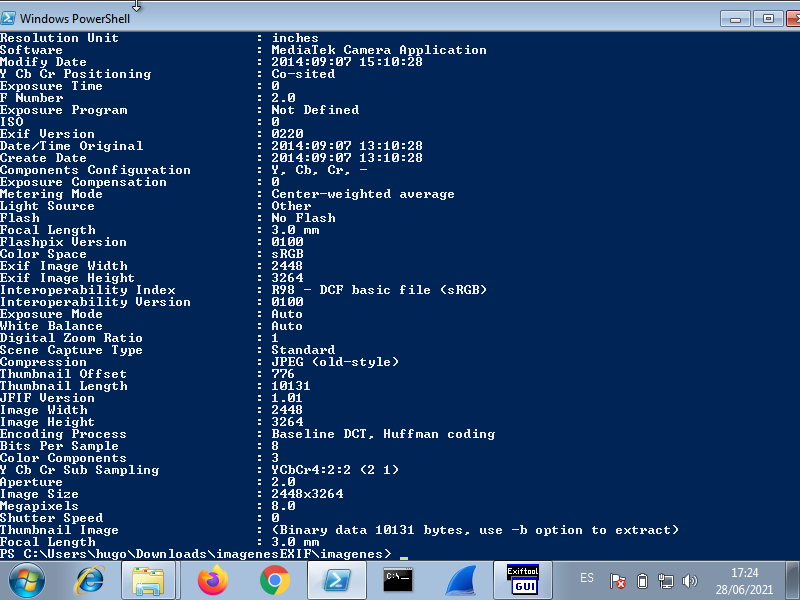 Windows PowerShell
Resolution Unit : inches
Software : MediaTek Camera Application
Modify Date : 2014:09:07 15:10:28
Y Cb Cr Positioning : Co-sited
Exposure Time : 0
F Number : 2.0
Exposure Program : Not Defined
ISO : 0
Exif Version : 0220
Date/Time Original : 2014:09:07 13:10:28
Create Date : 2014:09:07 13:10:28
Components Configuration : Y, Cb, Cr, -
Exposure Compensation : 0
Metering Mode : Center-weighted average
Light Source : Other
Flash : No Flash
Focal Length : 3.0 mm
Flashpix Version : 0100
Color Space : sRGB
Exif Image Width : 2448
Exif Image Height : 3264
Interoperability Index : R98 - DCF basic file (sRGB)
Interoperability Version : 0100
Exposure Mode : Auto
White Balance : Auto
Digital Zoom Ratio : 1
Scene Capture Type : Standard
Compression : JPEG (old-style)
Thumbnail Offset : 776
Thumbnail Length : 10131
JFIF Version : 1.01
Image Width : 2448
Image Height : 3264
Encoding Process : Baseline DCT, Huffman coding
Bits Per Sample : 8
Color Components : 3
Y Cb Cr Sub Sampling : YCbCr4:2:2 (2 1)
Aperture : 2.0
Image Size : 2448x3264
Megapixels : 8.0
Shutter Speed : 0
Thumbnail Image : (Binary data 10131 bytes, use -b option to extract)
Focal Length : 3.0 mm
PS C:\Users\hugo\Downloads\imagenesEXIF\imagenes> _
C:\
Exiftool
GUI
ES
17:24
28/06/2021